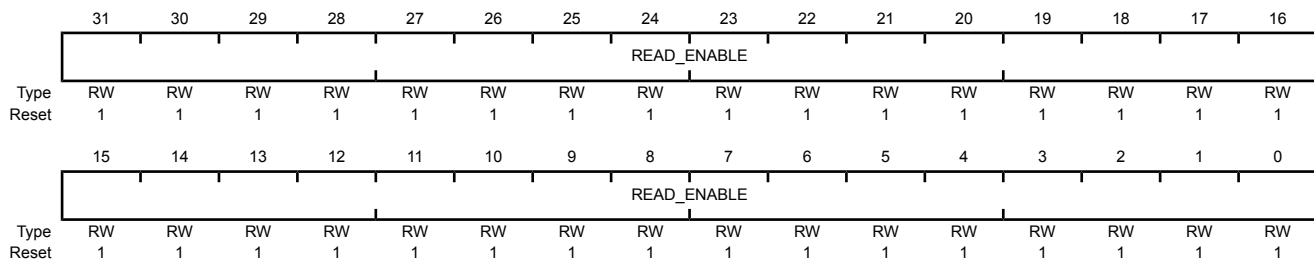 31 30 29 28 27 26 25 24 23 22 21 20 19 18 17 16
READ_ENABLE
Type RW RW RW RW RW RW RW RW RW RW RW RW RW RW RW RW
Reset 1 1 1 1 1 1 1 1 1 1 1 1 1 1 1 1
15 14 13 12 11 10 9 8 7 6 5 4 3 2 1 0
READ_ENABLE
Type RW RW RW RW RW RW RW RW RW RW RW RW RW RW RW RW
Reset 1 1 1 1 1 1 1 1 1 1 1 1 1 1 1 1